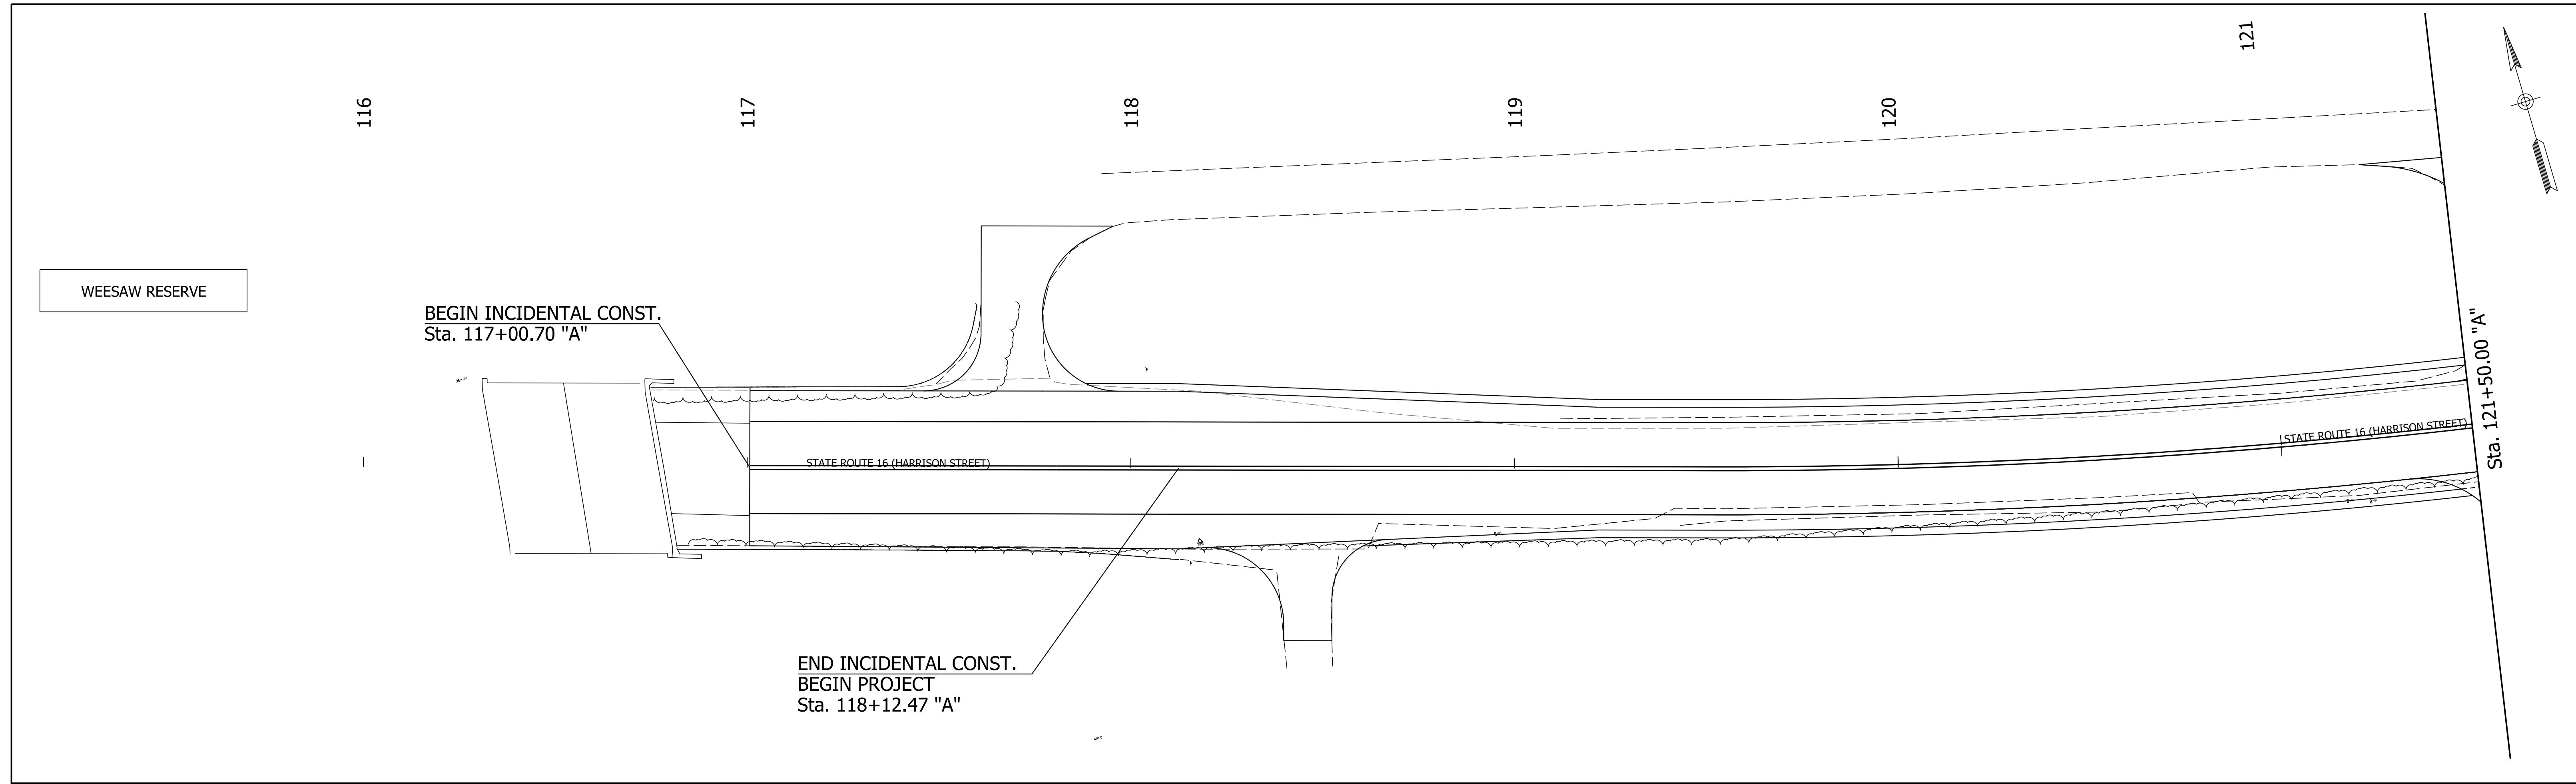 116
117
118
119
120
121
WEESAW RESERVE
BEGIN INCIDENTAL CONST.
Sta. 117+00.70 "A"
STATE ROUTE 16 (HARRISON STREET)
STATE ROUTE 16 (HARRISON STREET)
Sta. 121+50.00 "A"
END INCIDENTAL CONST.
BEGIN PROJECT
Sta. 118+12.47 "A"